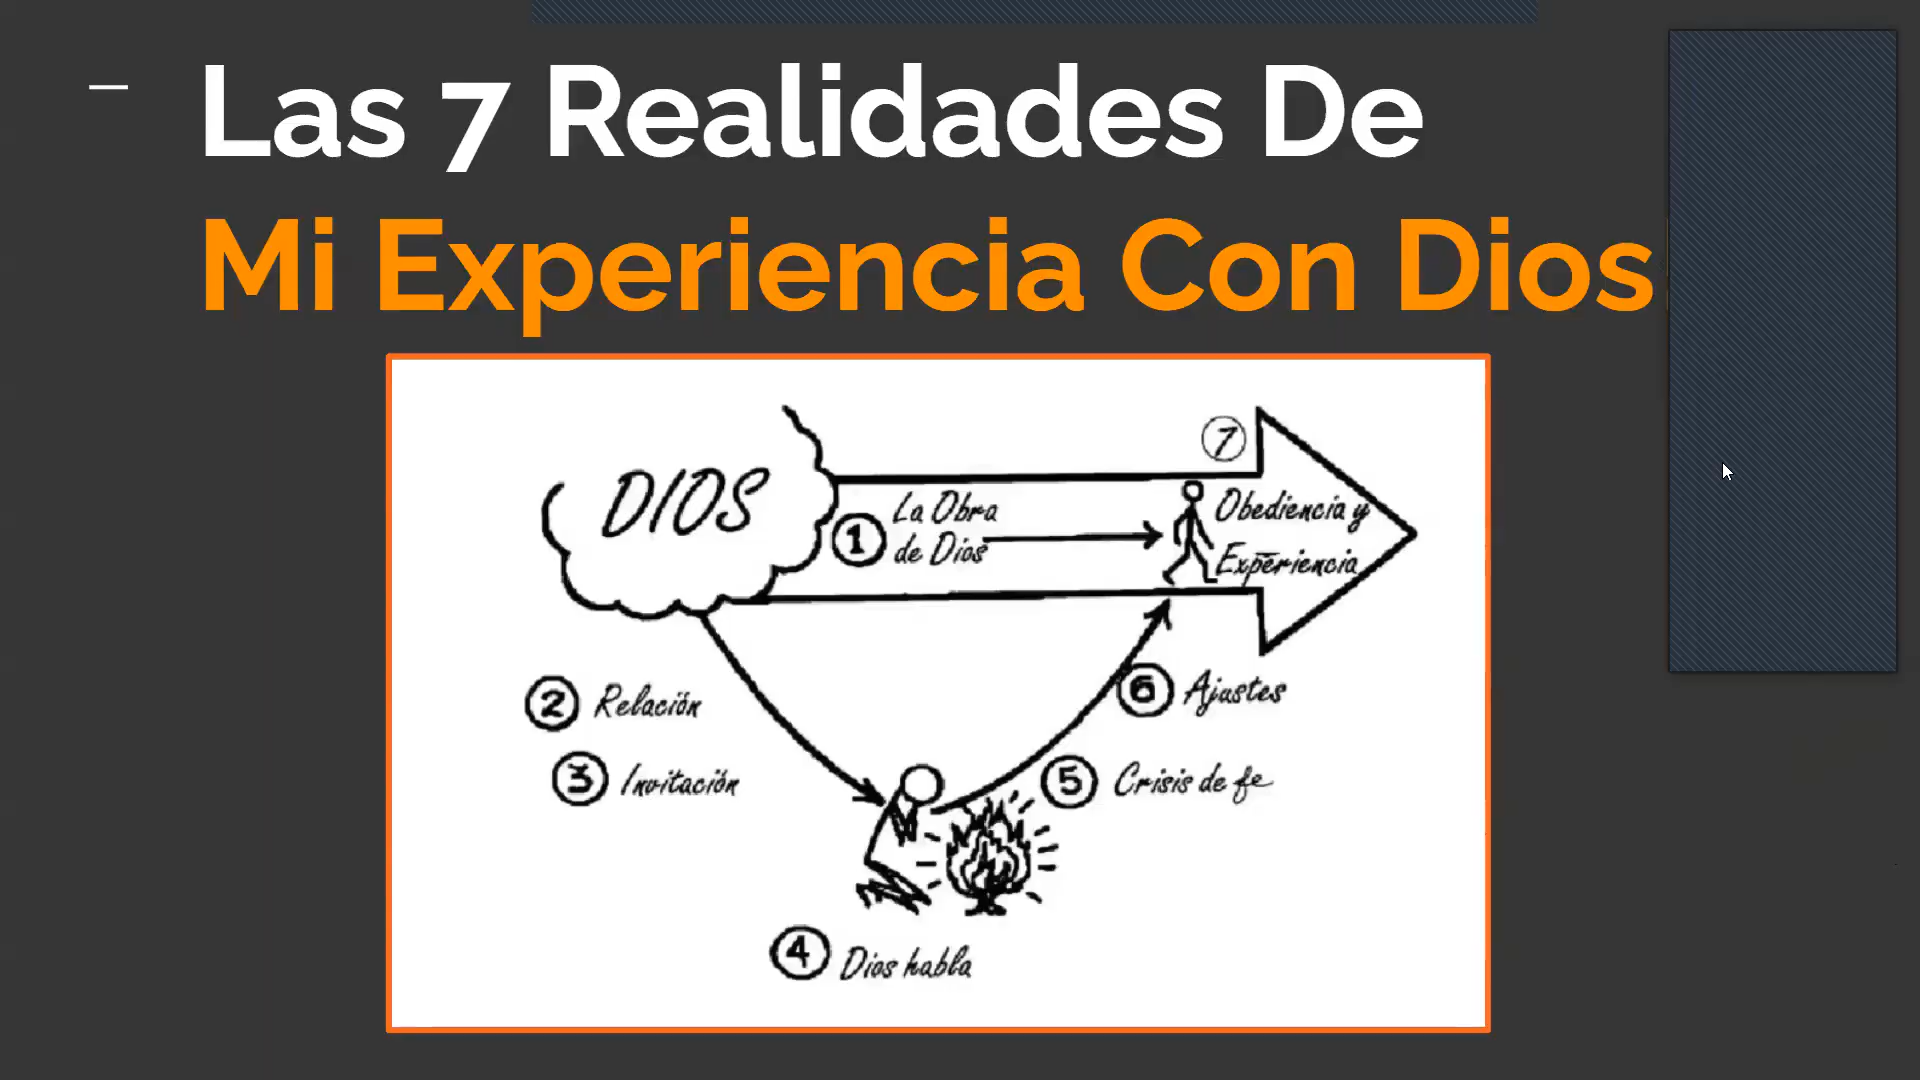 Las 7 Realidades De
Mi Experiencia Con Dios
DIOS
1 La Obra
de Dios
7
Obediencia y
Experiencia
2 Relación
3 Invitación
4 Dios habla
5 Crisis de fe
6 Ajustes